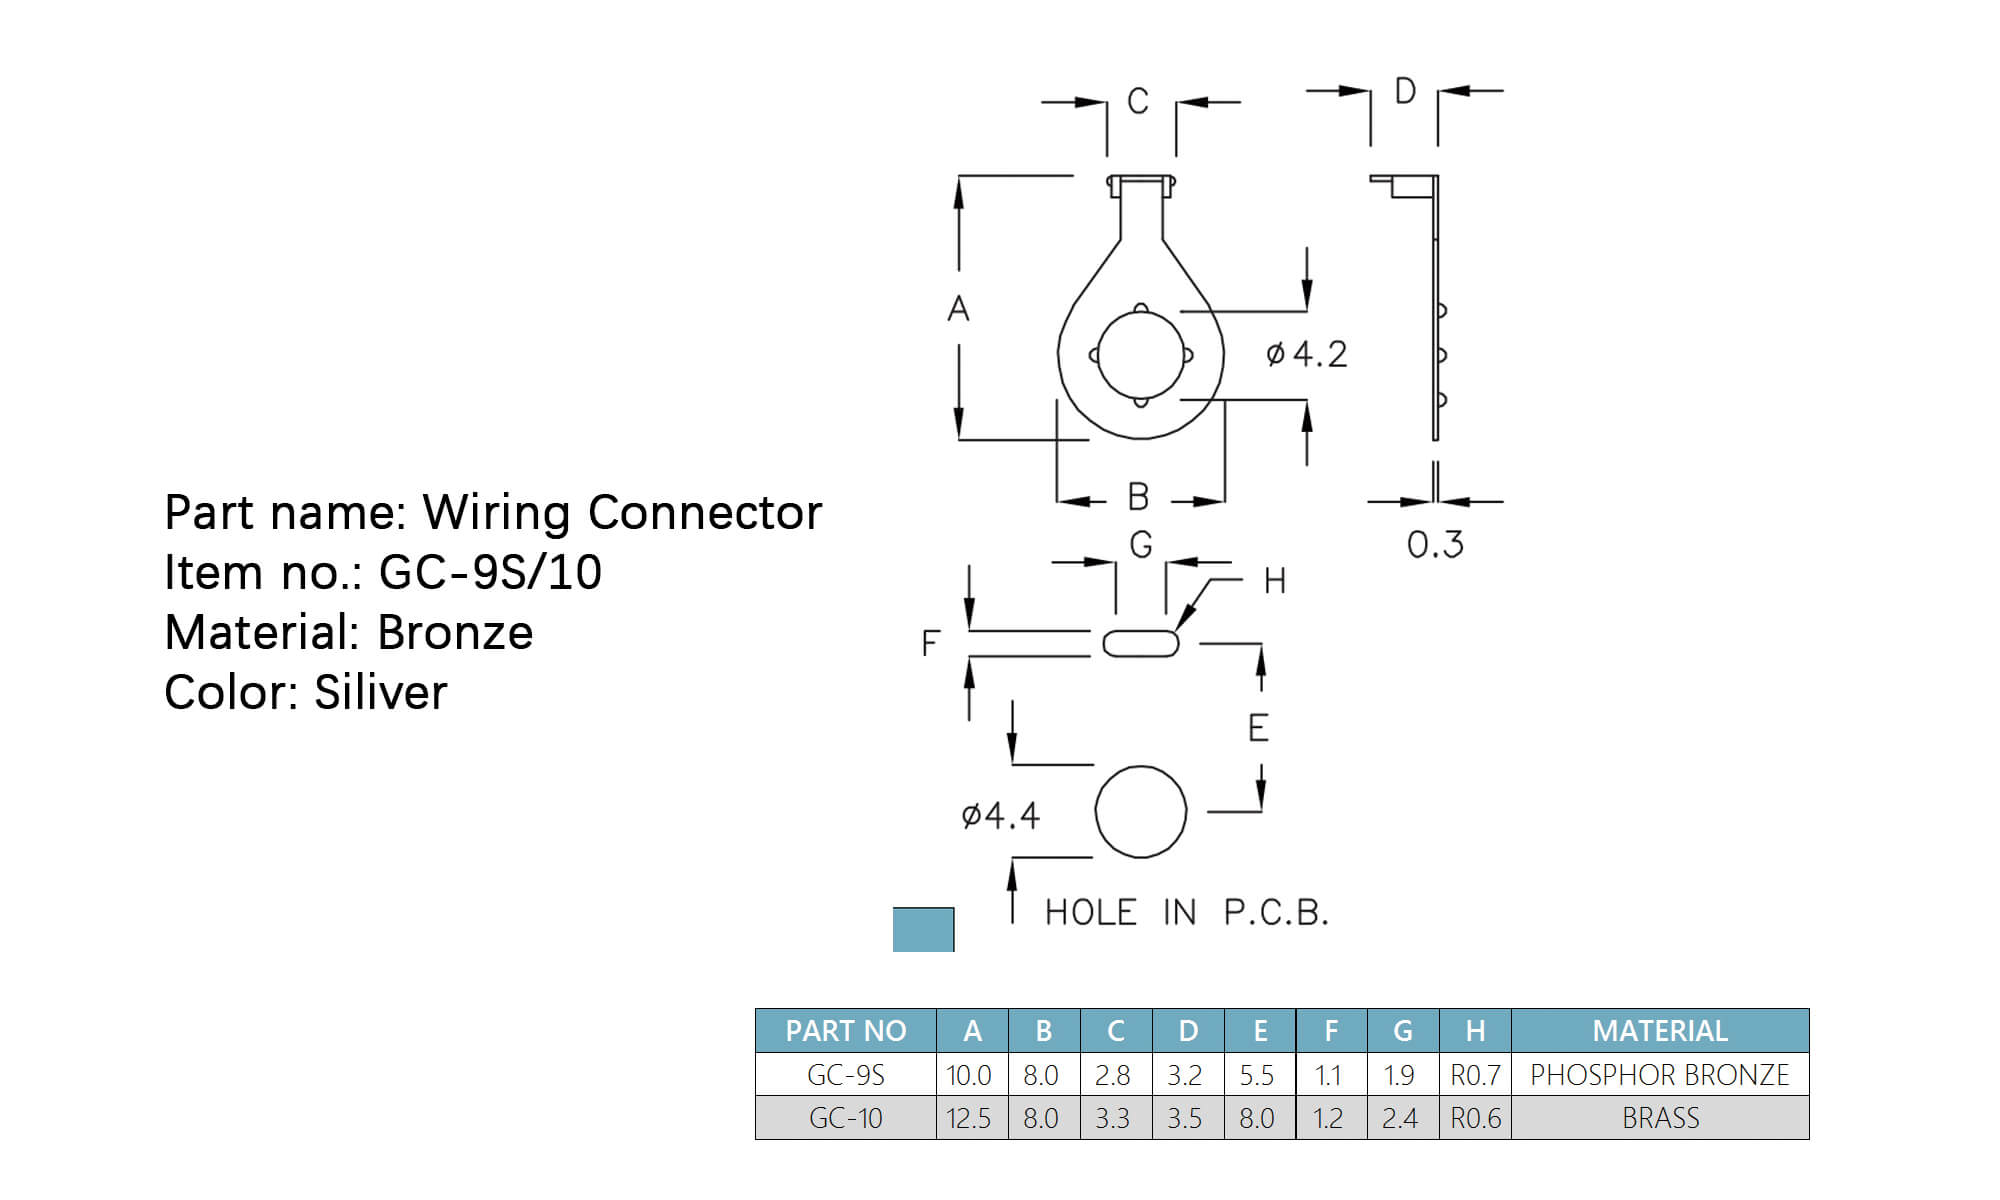 C
D
A
ø4.2
Part name: Wiring Connector
Item no.: GC-9S/10
Material: Bronze
Color: Siliver
B
G
0.3
H
F
E
ø4.4
HOLE IN P.C.B.
PART NO A B C D E F G H MATERIAL
GC-9S 10.0 8.0 2.8 3.2 5.5 1.1 1.9 R0.7 PHOSPHOR BRONZE
GC-10 12.5 8.0 3.3 3.5 8.0 1.2 2.4 R0.6 BRASS